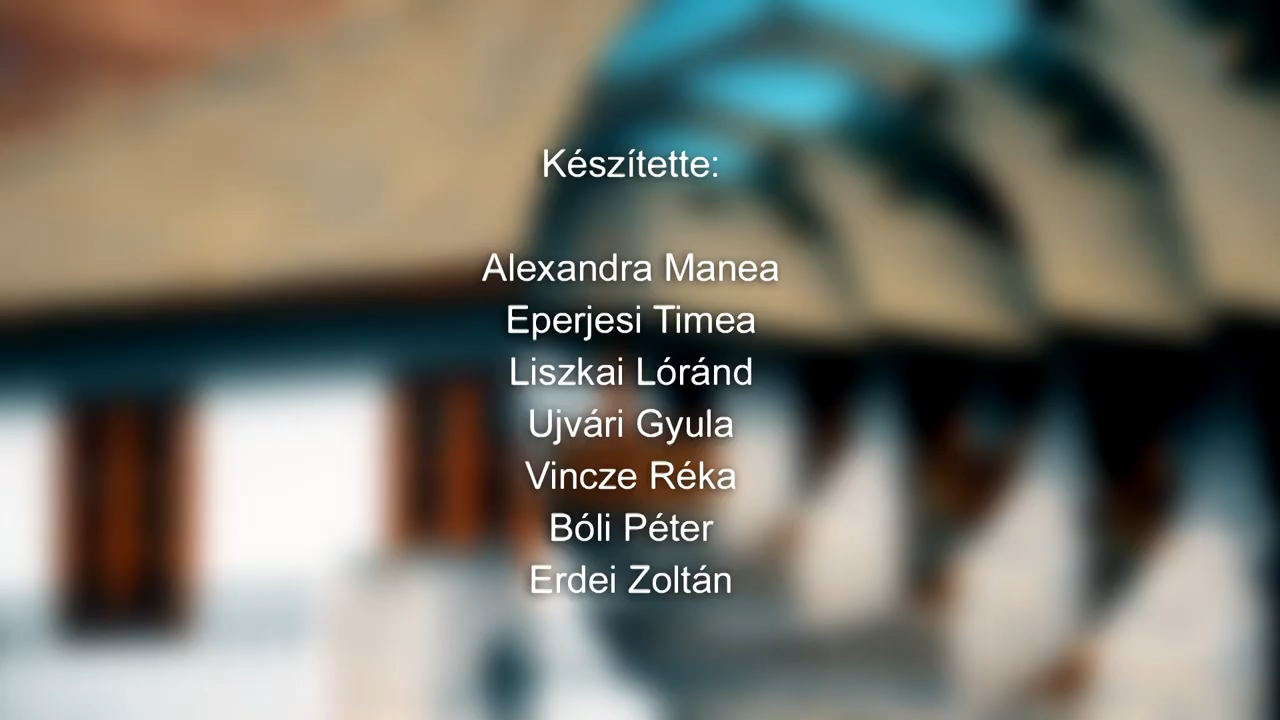 Készítette:
Alexandra Manea
Eperjesi Timea
Liszkai Lóránd
Ujvári Gyula
Vincze Réka
Bóli Péter
Erdei Zoltán